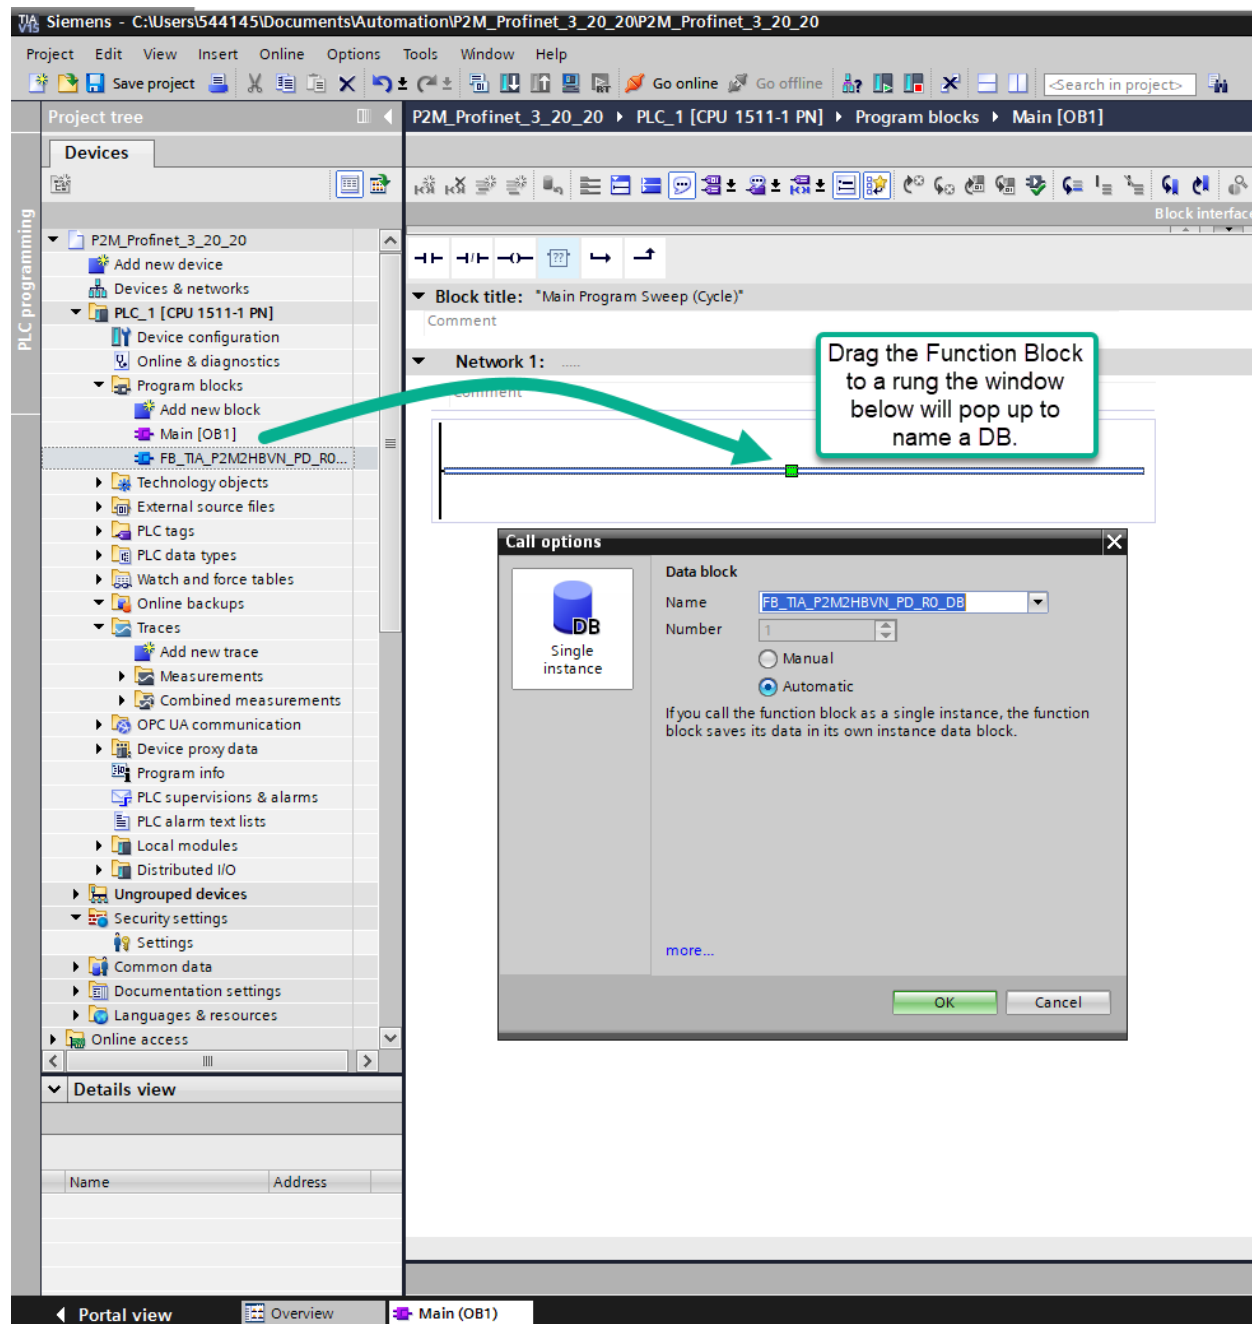 TIA V15 Siemens - C:\Users\544145\Documents\Automation\P2M_Profinet_3_20_20\P2M_Profinet_3_20_20
Project Edit View Insert Online Options Tools Window Help
Save project Go online Go offline <Search in project>
Project tree
P2M_Profinet_3_20_20 PLC_1 [CPU 1511-1 PN] Program blocks Main [OB1]
Devices
Block interface
PLC programming
P2M_Profinet_3_20_20
Add new device
Devices & networks
PLC_1 [CPU 1511-1 PN]
Device configuration
Online & diagnostics
Program blocks
Add new block
Main [OB1]
FB_TIA_P2M2HBVN_PD_R0...
Technology objects
External source files
PLC tags
PLC data types
Watch and force tables
Online backups
Traces
Add new trace
Measurements
Combined measurements
OPC UA communication
Device proxy data
Program info
PLC supervisions & alarms
PLC alarm text lists
Local modules
Distributed I/O
Ungrouped devices
Security settings
Settings
Common data
Documentation settings
Languages & resources
Online access
Details view
Name Address
??
Block title: "Main Program Sweep (Cycle)"
Comment
Network 1: .....
Comment
Drag the Function Block
to a rung the window
below will pop up to
name a DB.
Call options
DB
Single
instance
Data block
Name FB_TIA_P2M2HBVN_PD_R0_DB
Number 1
Manual
Automatic
If you call the function block as a single instance, the function
block saves its data in its own instance data block.
more...
OK Cancel
Portal view Overview Main (OB1)